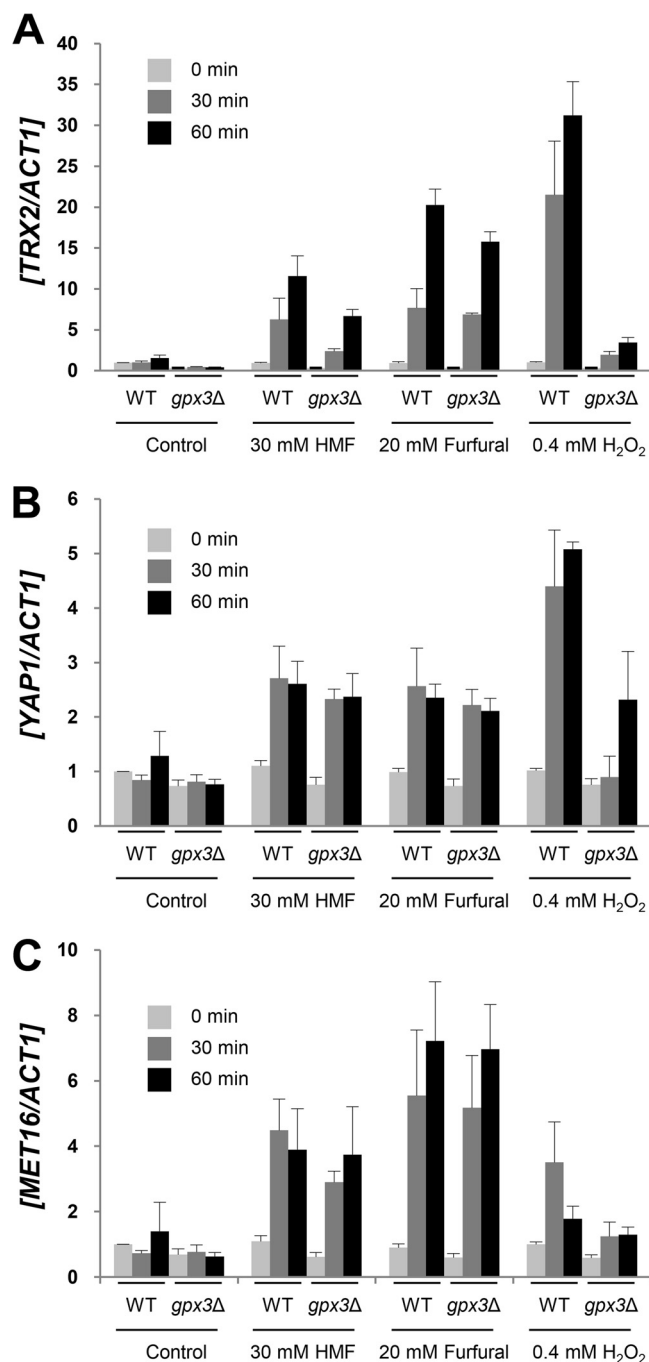 A
[TRX2/ACT1]
40
35
30
25
20
15
10
5
0
0 min
30 min
60 min
WT gpx3Δ WT gpx3Δ WT gpx3Δ WT gpx3Δ
Control 30 mM HMF 20 mM Furfural 0.4 mM H₂O₂
B
[YAP1/ACT1]
6
5
4
3
2
1
0
0 min
30 min
60 min
WT gpx3Δ WT gpx3Δ WT gpx3Δ WT gpx3Δ
Control 30 mM HMF 20 mM Furfural 0.4 mM H₂O₂
C
[MET16/ACT1]
10
8
6
4
2
0
0 min
30 min
60 min
WT gpx3Δ WT gpx3Δ WT gpx3Δ WT gpx3Δ
Control 30 mM HMF 20 mM Furfural 0.4 mM H₂O₂